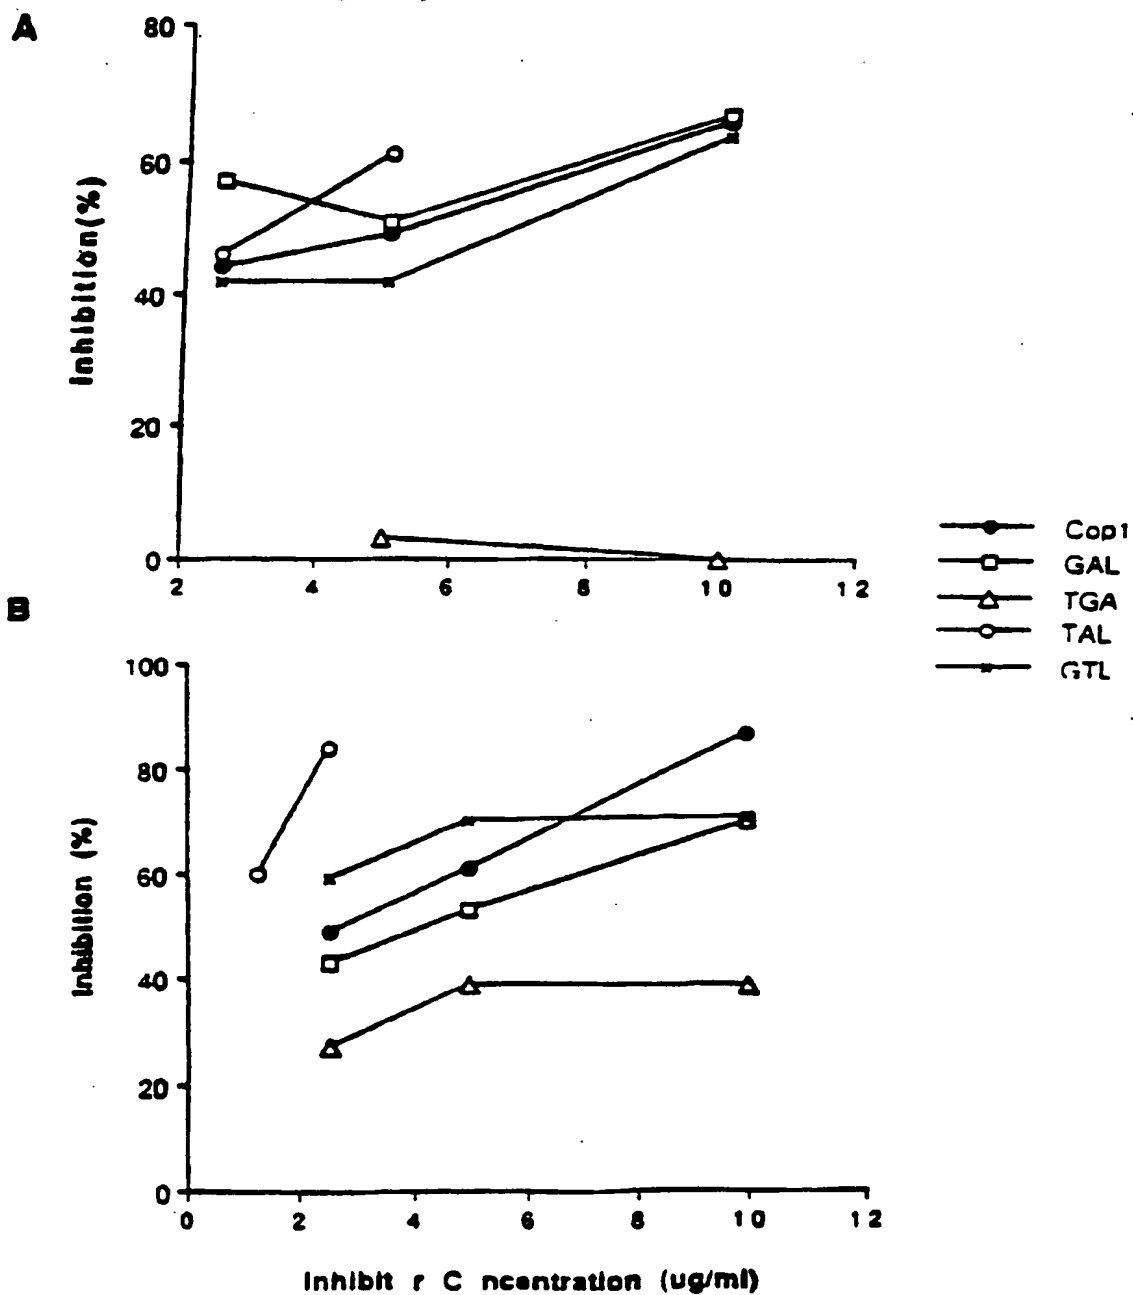 A
80
60
40
20
0
Inhibition(%)
2 4 6 8 10 12
Cop1
GAL
TGA
TAL
GTL
B
100
80
60
40
20
0
Inhibition (%)
0 2 4 6 8 10 12
Inhibit r C ncentration (ug/ml)